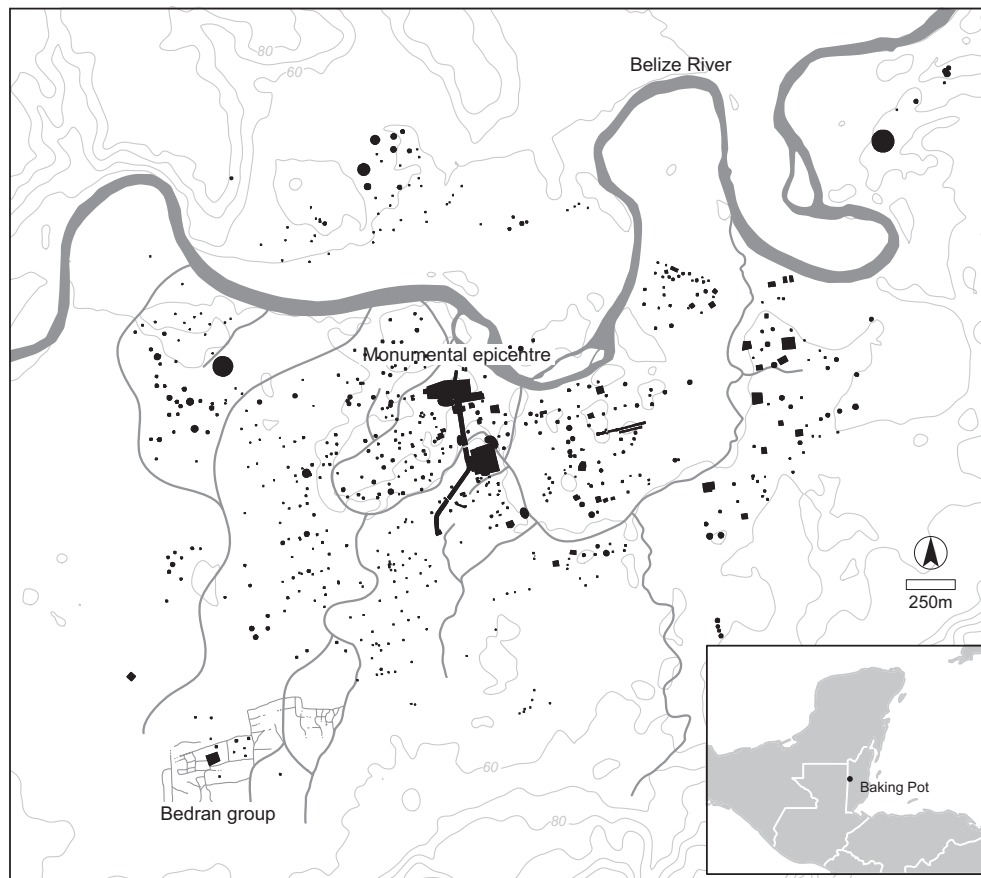 80
60
Belize River
Monumental epicentre
250m
60
80
Bedran group
Baking Pot